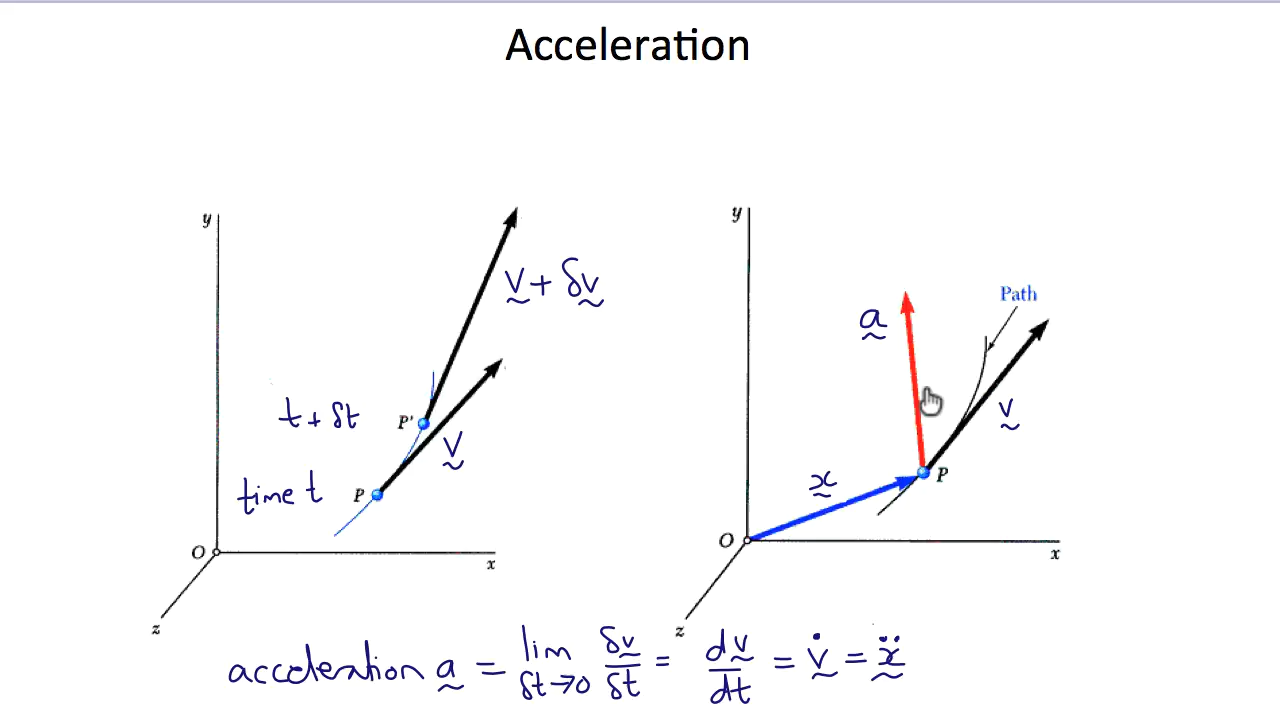 Acceleration
y
v + δv
t + δt
P'
v
time t
P
O
x
z
y
Path
a
v
x
P
O
x
z
acceleration a = lim δt→0 δv/δt = dv/dt = v̇ = ẍ